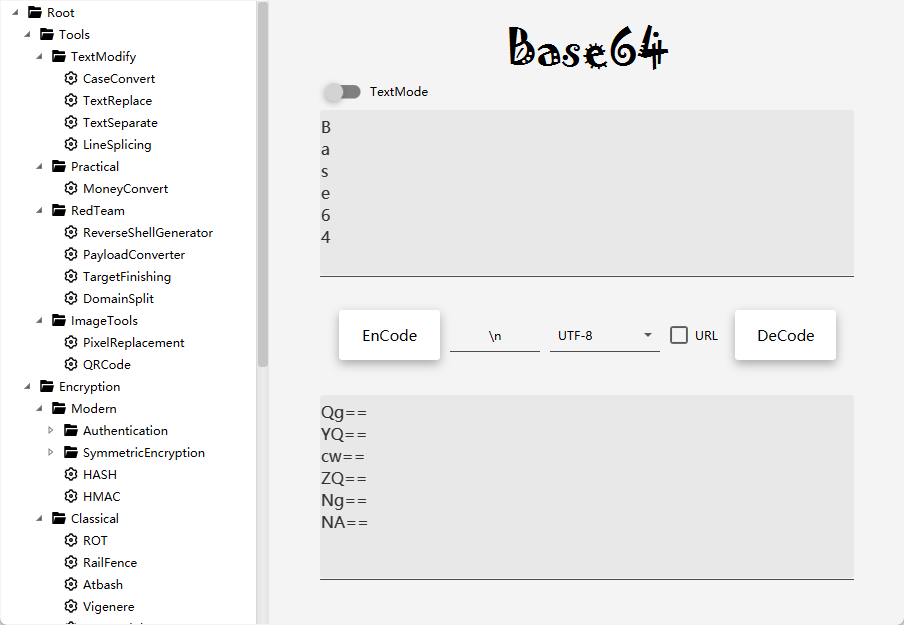 Root
Tools
TextModify
CaseConvert
TextReplace
TextSeparate
LineSplicing
Practical
MoneyConvert
RedTeam
ReverseShellGenerator
PayloadConverter
TargetFinishing
DomainSplit
ImageTools
PixelReplacement
QRCode
Encryption
Modern
Authentication
SymmetricEncryption
HASH
HMAC
Classical
ROT
RailFence
Atbash
Vigenere
Base64
TextMode
B
a
s
e
6
4
EnCode \n UTF-8 URL DeCode
Qg==
YQ==
cw==
ZQ==
Ng==
NA==